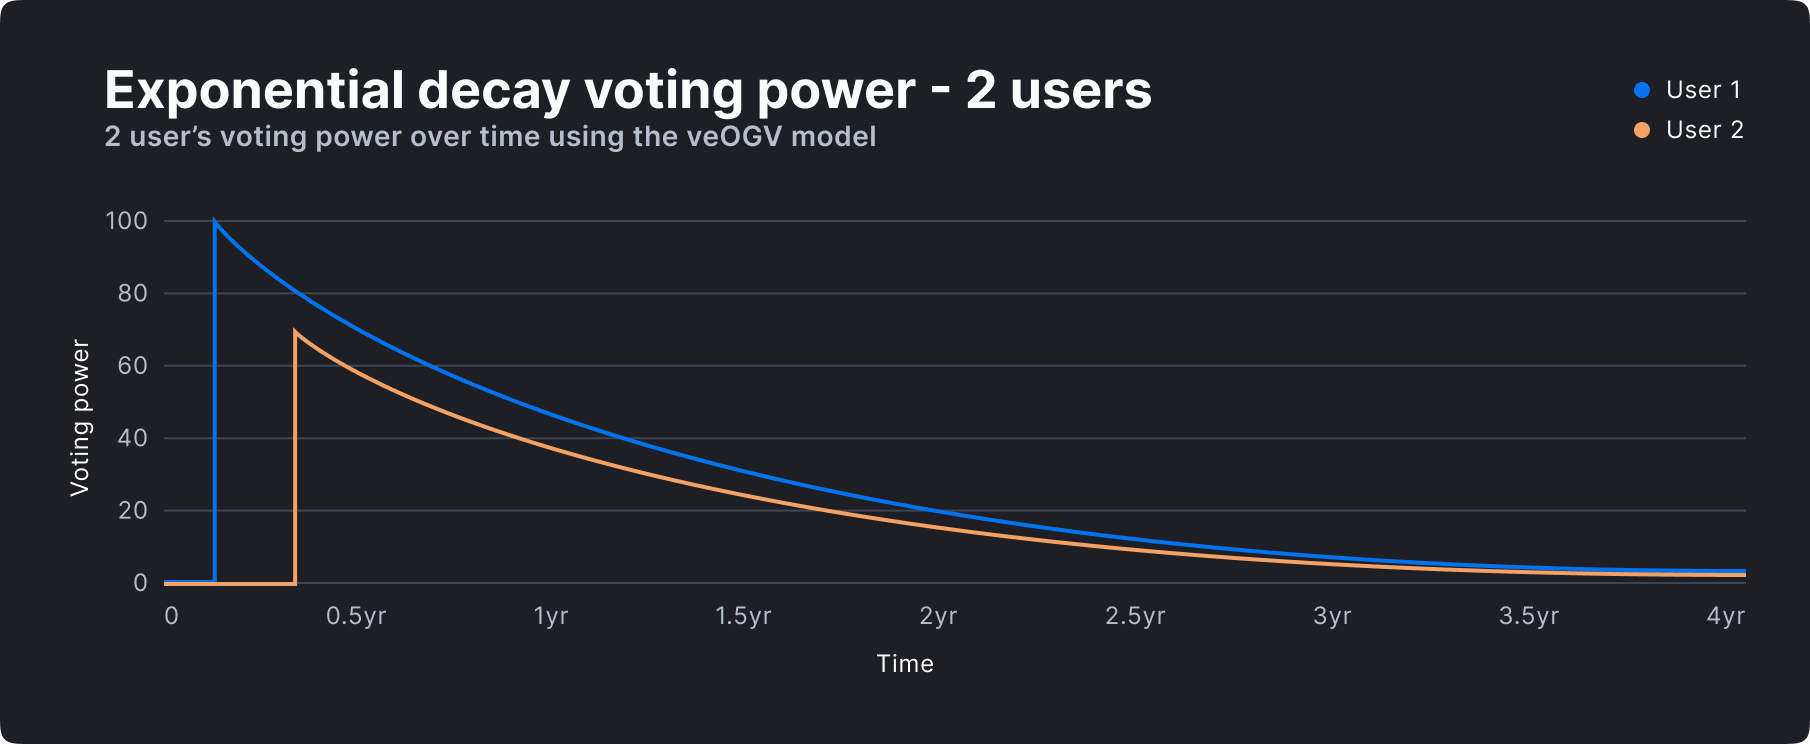 Exponential decay voting power - 2 users
2 user’s voting power over time using the veOGV model
User 1
User 2
Voting power
100
80
60
40
20
0
0
0.5yr
1yr
1.5yr
2yr
2.5yr
3yr
3.5yr
4yr
Time